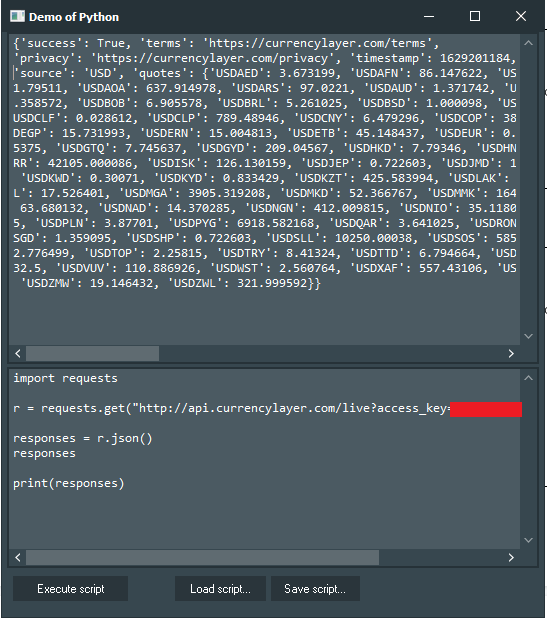 Demo of Python
{'success': True, 'terms': 'https://currencylayer.com/terms',
'privacy': 'https://currencylayer.com/privacy', 'timestamp': 1629201184,
'source': 'USD', 'quotes': {'USDAED': 3.673199, 'USDAFN': 86.147622, 'US
1.79511, 'USDAOA': 637.914978, 'USDARS': 97.0221, 'USDAUD': 1.371742, 'U
.358572, 'USDBOB': 6.905578, 'USDBRL': 5.261025, 'USDBSD': 1.000098, 'US
USDCLF': 0.028612, 'USDCLP': 789.48946, 'USDCNY': 6.479296, 'USDCOP': 38
DEGP': 15.731993, 'USDERN': 15.004813, 'USDETB': 45.148437, 'USDEUR': 0.
5375, 'USDGTQ': 7.745637, 'USDGYD': 209.04567, 'USDHKD': 7.79346, 'USDHN
RR': 42105.000086, 'USDISK': 126.130159, 'USDJEP': 0.722603, 'USDJMD': 1
'USDKWD': 0.30071, 'USDKYD': 0.833429, 'USDKZT': 425.583994, 'USDLAK':
L': 17.526401, 'USDMGA': 3905.319208, 'USDMKD': 52.366767, 'USDMMK': 164
63.680132, 'USDNAD': 14.370285, 'USDNGN': 412.009815, 'USDNIO': 35.11180
5, 'USDPLN': 3.87701, 'USDPYG': 6918.582168, 'USDQAR': 3.641025, 'USDRON
SGD': 1.359095, 'USDSHP': 0.722603, 'USDSLL': 10250.00038, 'USDSOS': 585
2.776499, 'USDTOP': 2.25815, 'USDTRY': 8.41324, 'USDTTD': 6.794664, 'USD
32.5, 'USDVUV': 110.886926, 'USDWST': 2.560764, 'USDXAF': 557.43106, 'US
'USDZMW': 19.146432, 'USDZWL': 321.999592}}
import requests
r = requests.get("http://api.currencylayer.com/live?access_key=
responses = r.json()
responses
print(responses)
Execute script
Load script...
Save script...